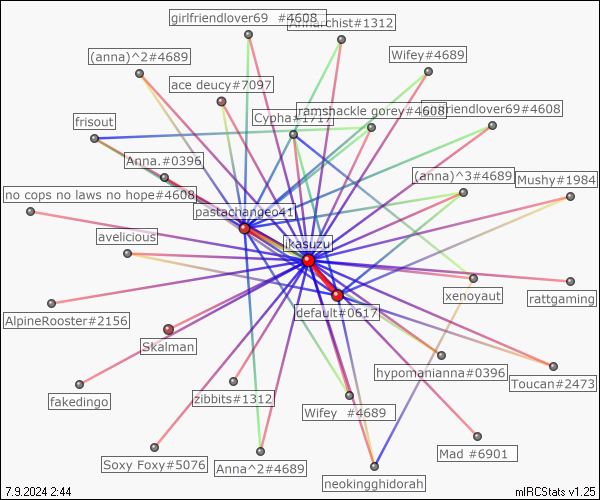 girlfriendlover69 #4608
Annarchist#1312
(anna)^2#4689
Wifey#4689
ace deucy#7097
Cypha#1717
ramshackle gorey#4608
girlfriendlover69#4608
frisout
Anna.#0396
(anna)^3#4689
Mushy#1984
no cops no laws no hope#4608
pastachangeo41
avelicious
ikasuzu
xenoyaut
rattgaming
AlpineRooster#2156
default#0617
Skalman
hypomanianna#0396
Toucan#2473
fakedingo
zibbits#1312
Wifey #4689
Soxy Foxy#5076
Anna^2#4689
Mad #6901
neokingghidorah
7.9.2024 2:44
mIRCStats v1.25